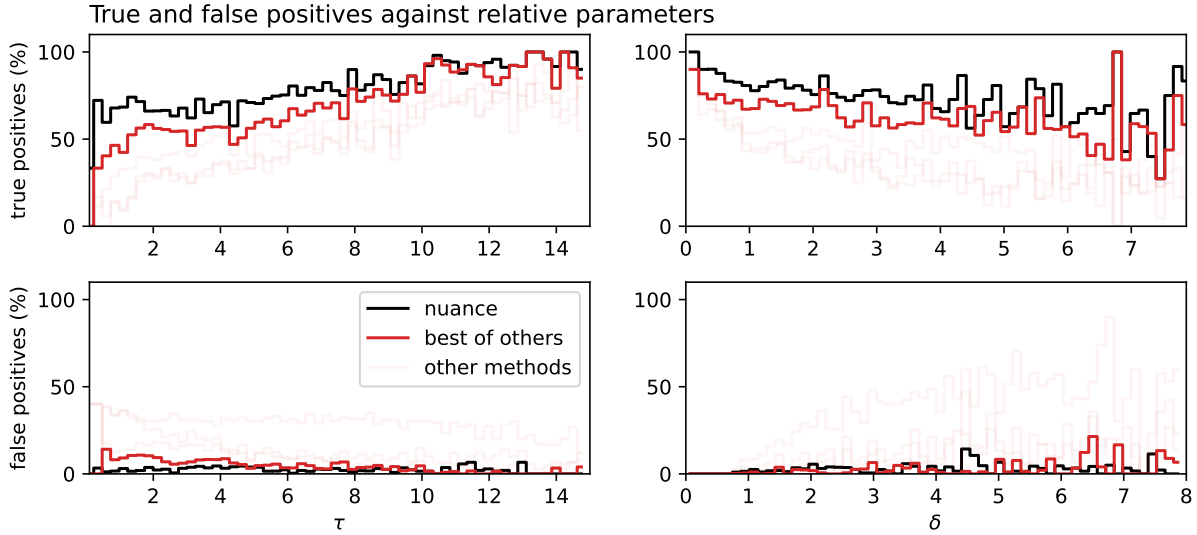 True and false positives against relative parameters
true positives (%)
100
50
0
2 4 6 8 10 12 14
100
50
0
0 1 2 3 4 5 6 7
false positives (%)
100
50
0
nuance
best of others
other methods
2 4 6 8 10 12 14
τ
100
50
0
0 1 2 3 4 5 6 7 8
δ